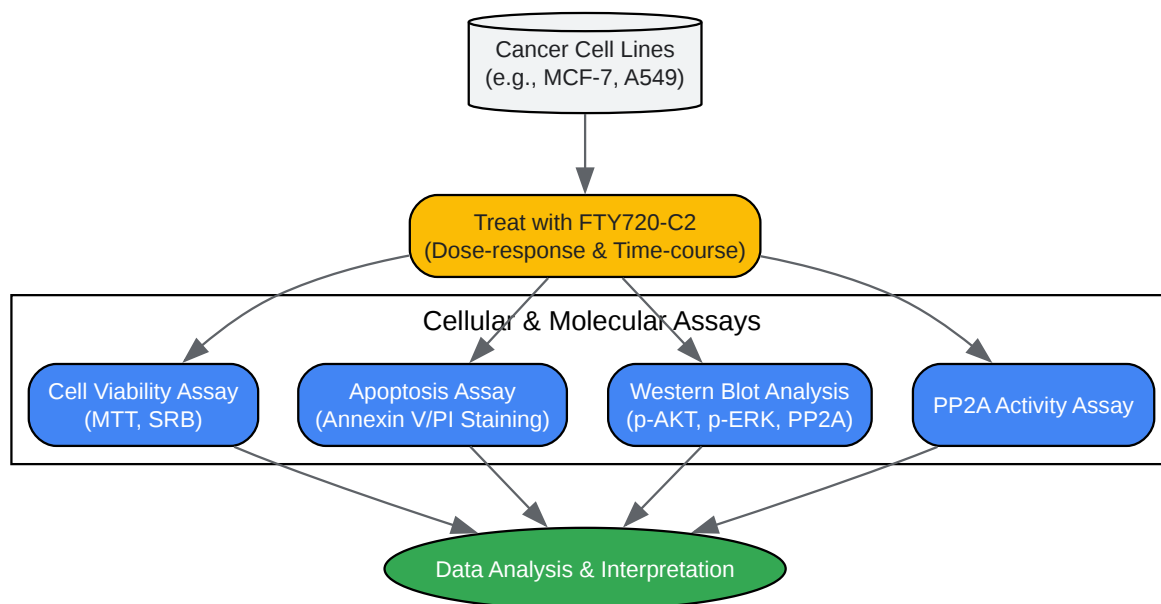 Cancer Cell Lines
(e.g., MCF-7, A549)
Treat with FTY720-C2
(Dose-response & Time-course)
Cellular & Molecular Assays
Cell Viability Assay
(MTT, SRB)
Apoptosis Assay
(Annexin V/PI Staining)
Western Blot Analysis
(p-AKT, p-ERK, PP2A)
PP2A Activity Assay
Data Analysis & Interpretation